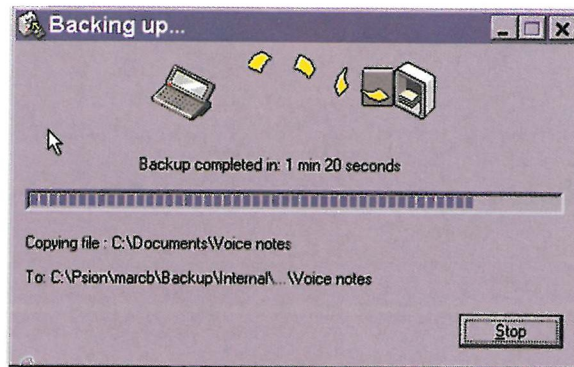 Backing up...
Backup completed in: 1 min 20 seconds
Copying file : C:\Documents\Voice notes
To: C:\Psion\marcb\Backup\Internal\...\Voice notes
Stop